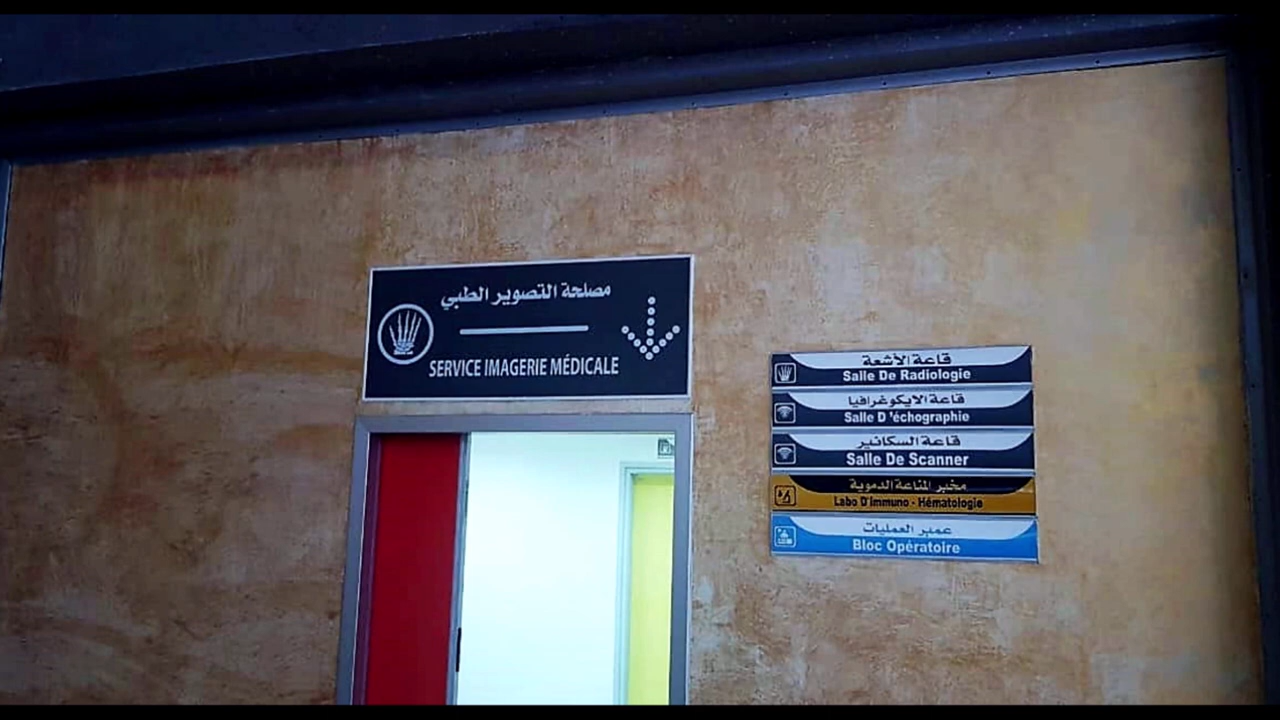 مصلحة التصوير الطبي
SERVICE IMAGERIE MÉDICALE
قاعة الأشعة
Salle De Radiologie
قاعة الايكوغرافيا
Salle D'échographie
قاعة السكانير
Salle De Scanner
مخبر المناعة الدموية
Labo D'Immuno - Hématologie
عمبر العمليات
Bloc Opératoire